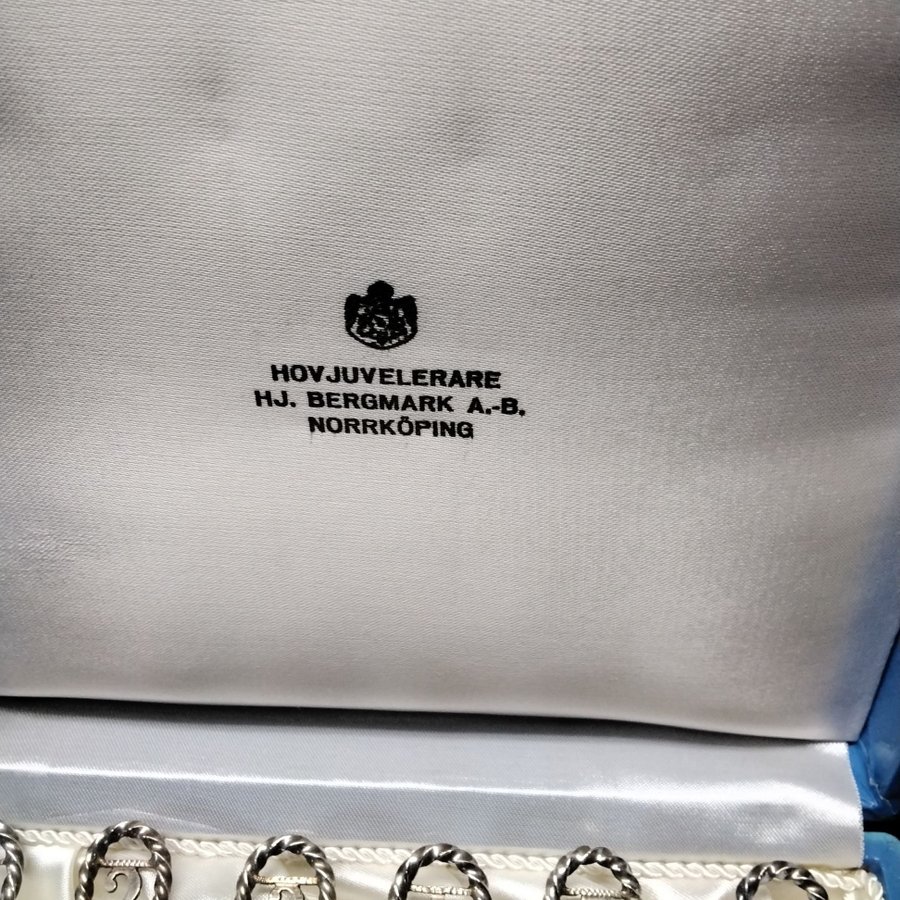 HOVJUVELERARE
HJ. BERGMARK A.-B.
NORRKÖPING